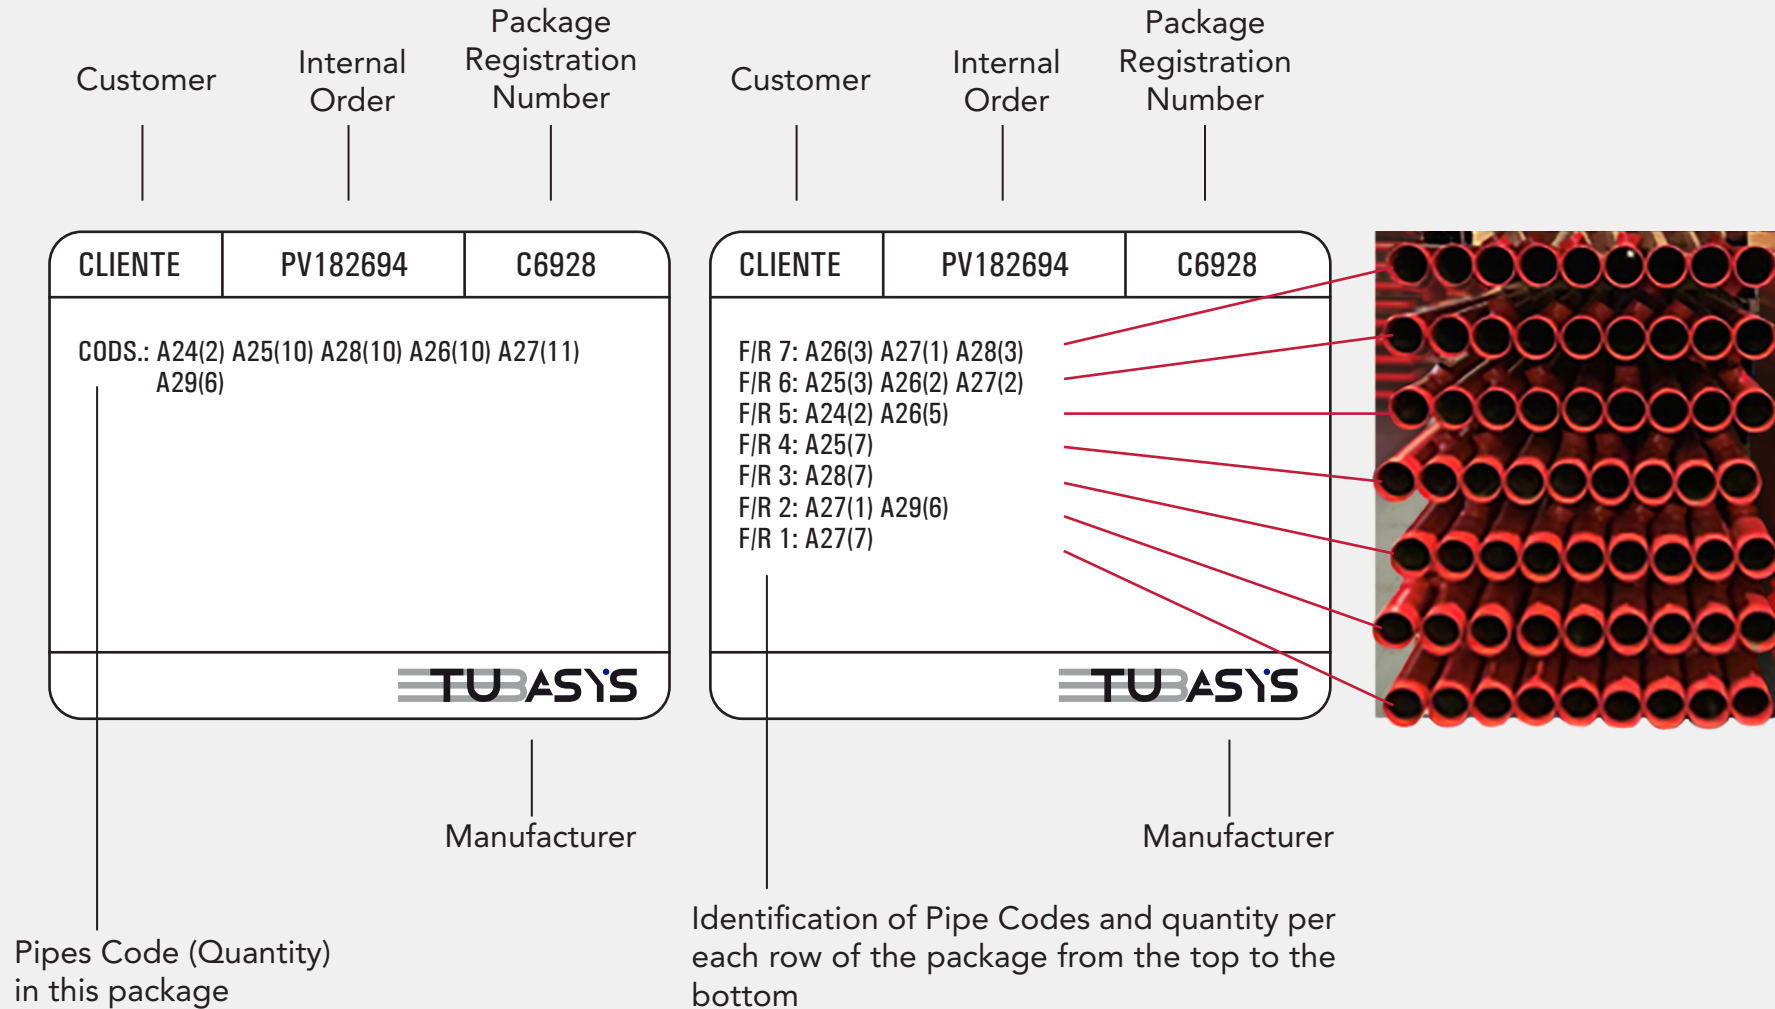 Customer
Internal
Order
Package
Registration
Number
Customer
Internal
Order
Package
Registration
Number
CLIENTE PV182694 C6928
CODS.: A24(2) A25(10) A28(10) A26(10) A27(11)
A29(6)
TUBASYS
CLIENTE PV182694 C6928
F/R 7: A26(3) A27(1) A28(3)
F/R 6: A25(3) A26(2) A27(2)
F/R 5: A24(2) A26(5)
F/R 4: A25(7)
F/R 3: A28(7)
F/R 2: A27(1) A29(6)
F/R 1: A27(7)
TUBASYS
Manufacturer
Manufacturer
Pipes Code (Quantity)
in this package
Identification of Pipe Codes and quantity per
each row of the package from the top to the
bottom